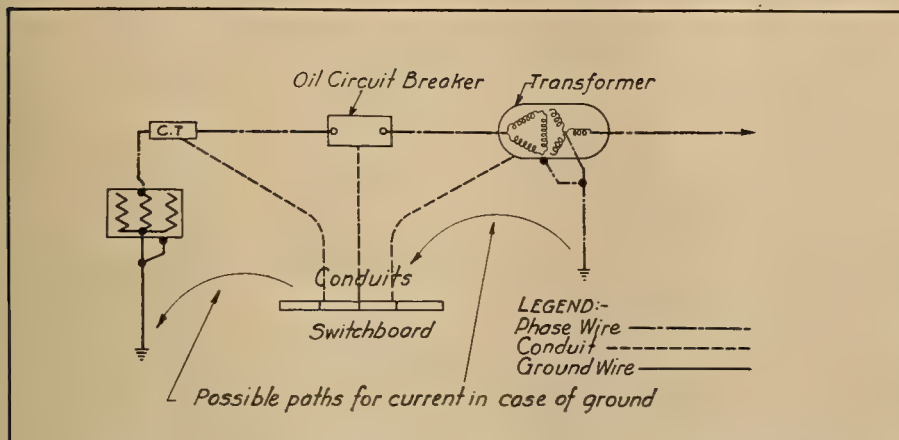 Oil Circuit Breaker
Transformer
C.T
Conduits
Switchboard
LEGEND:-
Phase Wire
Conduit
Ground Wire
Possible paths for current in case of ground